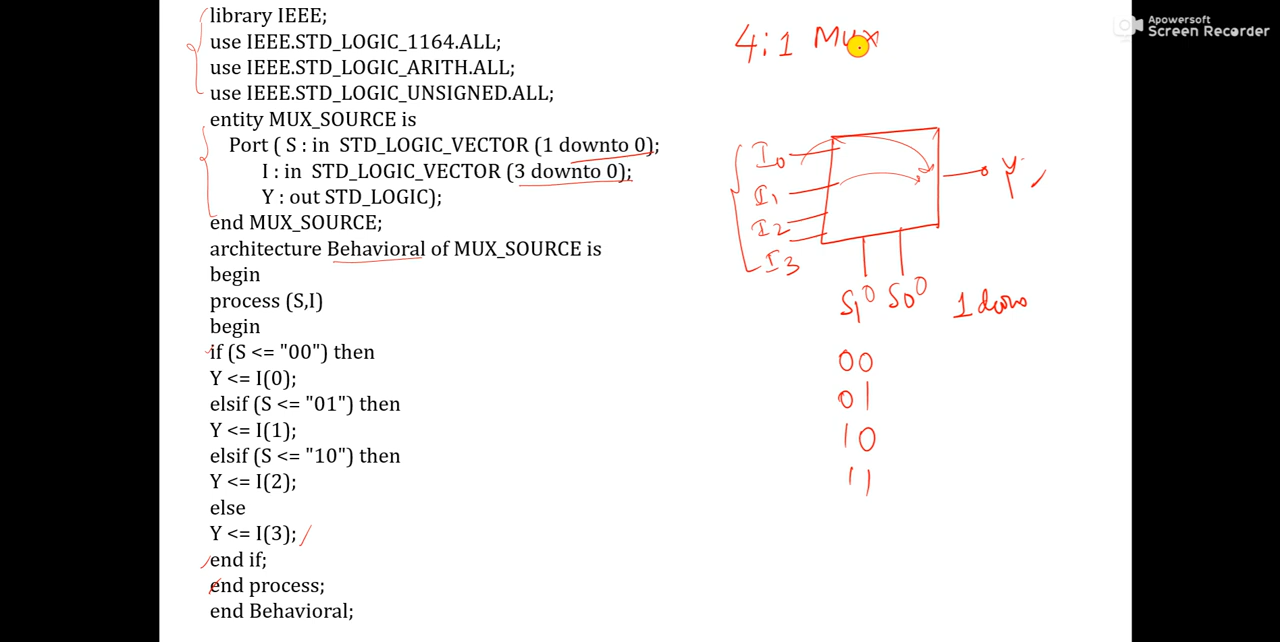 library IEEE;
use IEEE.STD_LOGIC_1164.ALL;
use IEEE.STD_LOGIC_ARITH.ALL;
use IEEE.STD_LOGIC_UNSIGNED.ALL;
entity MUX_SOURCE is
Port ( S : in STD_LOGIC_VECTOR (1 downto 0);
I : in STD_LOGIC_VECTOR (3 downto 0);
Y : out STD_LOGIC);
end MUX_SOURCE;
architecture Behavioral of MUX_SOURCE is
begin
process (S,I)
begin
if (S <= "00") then
Y <= I(0);
elsif (S <= "01") then
Y <= I(1);
elsif (S <= "10") then
Y <= I(2);
else
Y <= I(3);
end if;
end process;
end Behavioral;
4:1 Mux
I0
I1
I2
I3
Y
S1 0 S0 0 1 down
00
01
10
11
Apowersoft
Screen Recorder